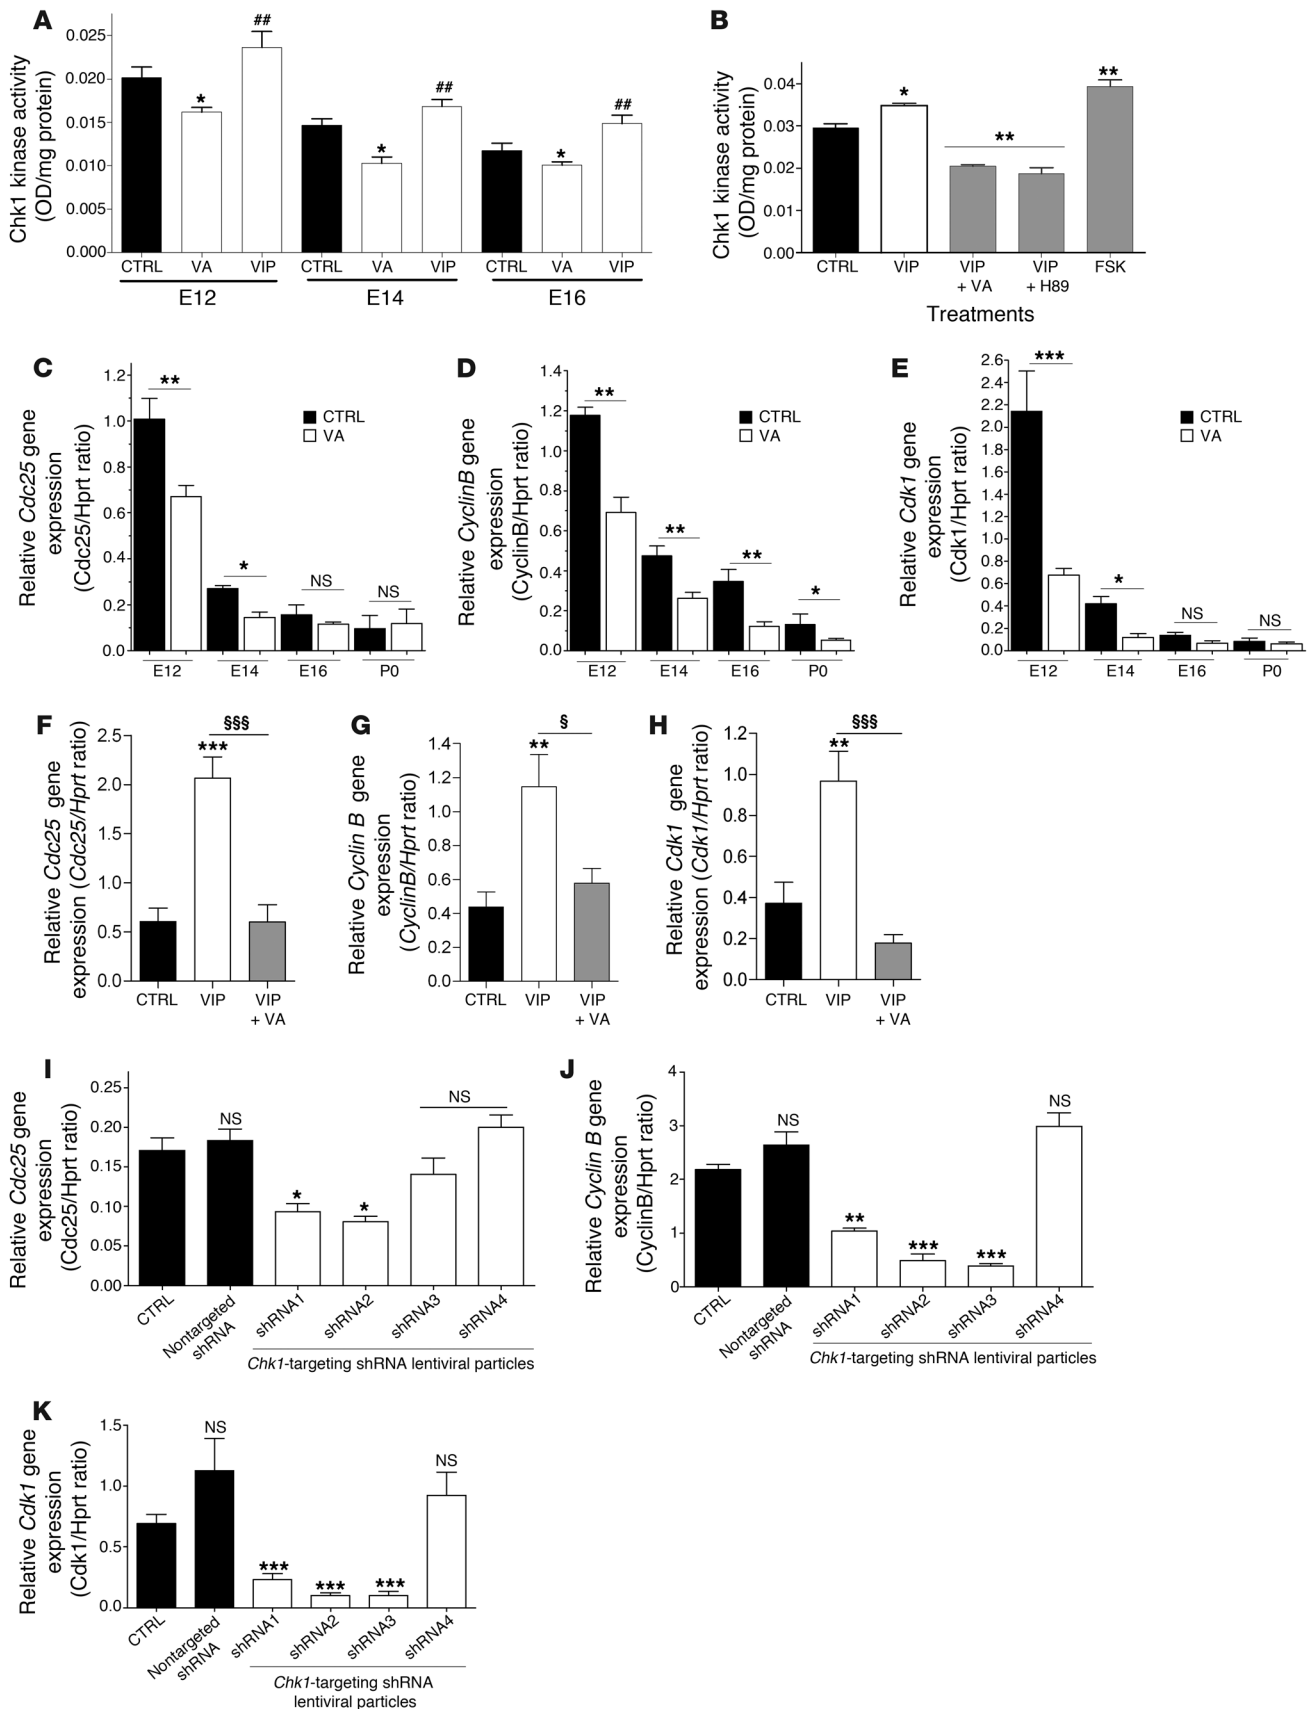 A
Chk1 kinase activity
(OD/mg protein)
0.025
0.020
0.015
0.010
0.005
0.000
*
##
*
##
*
##
CTRL VA VIP CTRL VA VIP CTRL VA VIP
E12 E14 E16
B
Chk1 kinase activity
(OD/mg protein)
0.04
0.03
0.02
0.01
0.00
*
**
**
CTRL VIP VIP VIP FSK
+ VA + H89
Treatments
C
Relative Cdc25 gene
expression
(Cdc25/Hprt ratio)
1.2
1.0
0.8
0.6
0.4
0.2
0.0
**
*
NS
NS
CTRL
VA
E12 E14 E16 P0
D
Relative CyclinB gene
expression
(CyclinB/Hprt ratio)
1.4
1.2
1.0
0.8
0.6
0.4
0.2
0.0
**
**
**
*
CTRL
VA
E12 E14 E16 P0
E
Relative Cdk1 gene
expression
(Cdk1/Hprt ratio)
2.6
2.4
2.2
2.0
1.8
1.6
1.4
1.2
1.0
0.8
0.6
0.4
0.2
0.0
***
*
NS
NS
CTRL
VA
E12 E14 E16 P0
F
Relative Cdc25 gene
expression (Cdc25/Hprt ratio)
2.5
2.0
1.5
1.0
0.5
0.0
§§§
***
CTRL VIP VIP
+ VA
G
Relative Cyclin B gene
expression
(CyclinB/Hprt ratio)
1.4
1.2
1.0
0.8
0.6
0.4
0.2
0.0
§
**
CTRL VIP VIP
+ VA
H
Relative Cdk1 gene
expression (Cdk1/Hprt ratio)
1.2
1.0
0.8
0.6
0.4
0.2
0.0
§§§
**
CTRL VIP VIP
+ VA
I
Relative Cdc25 gene
expression
(Cdc25/Hprt ratio)
0.25
0.20
0.15
0.10
0.05
0.00
NS
*
*
NS
CTRL
Nontargeted
shRNA
shRNA1
shRNA2
shRNA3
shRNA4
Chk1-targeting shRNA lentiviral particles
J
Relative Cyclin B gene
expression
(CyclinB/Hprt ratio)
4
3
2
1
0
NS
**
***
***
NS
CTRL
Nontargeted
shRNA
shRNA1
shRNA2
shRNA3
shRNA4
Chk1-targeting shRNA lentiviral particles
K
Relative Cdk1 gene
expression
(Cdk1/Hprt ratio)
1.5
1.0
0.5
0.0
NS
***
***
***
NS
CTRL
Nontargeted
shRNA
shRNA1
shRNA2
shRNA3
shRNA4
Chk1-targeting shRNA
lentiviral particles